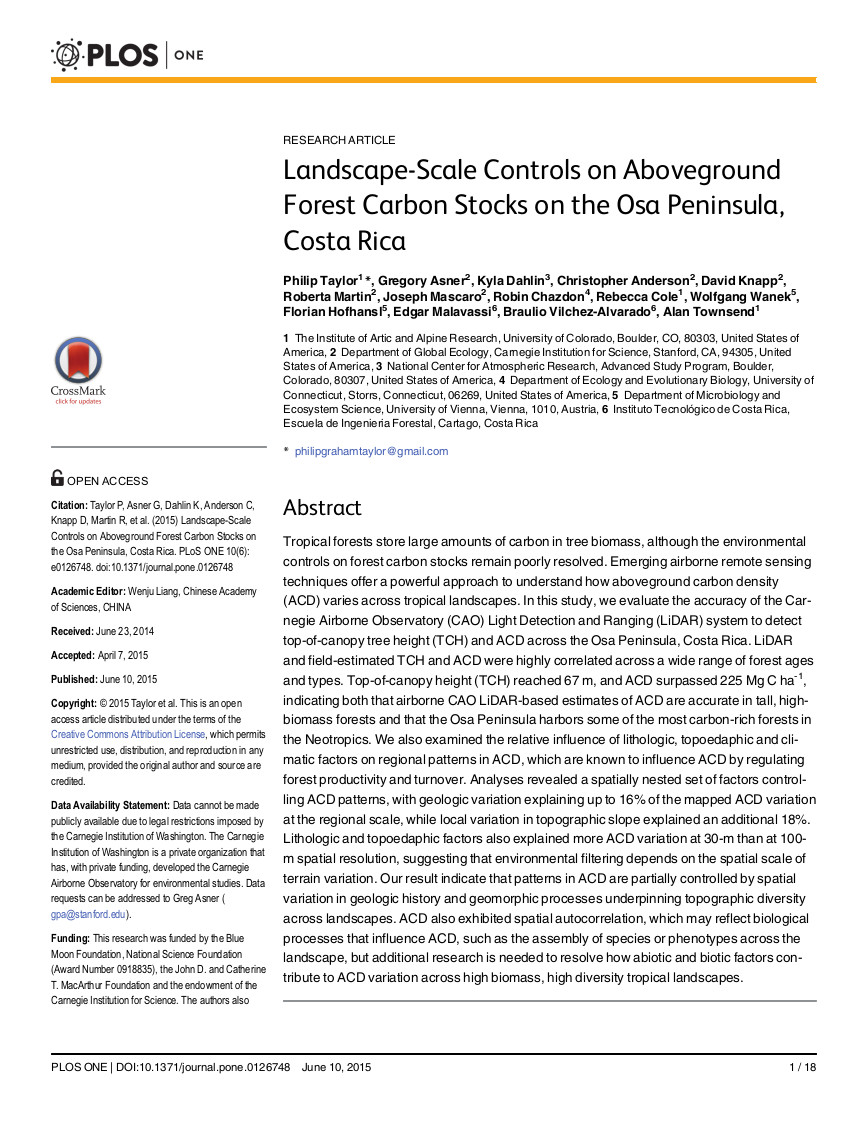 PLOS | ONE
RESEARCH ARTICLE
Landscape-Scale Controls on Aboveground
Forest Carbon Stocks on the Osa Peninsula,
Costa Rica
Philip Taylor1*, Gregory Asner2, Kyla Dahlin3, Christopher Anderson2, David Knapp2,
Roberta Martin2, Joseph Mascaro2, Robin Chazdon4, Rebecca Cole1, Wolfgang Wanek5,
Florian Hofhansl5, Edgar Malavassi6, Braulio Vilchez-Alvarado6, Alan Townsend1
1 The Institute of Artic and Alpine Research, University of Colorado, Boulder, CO, 80303, United States of
America, 2 Department of Global Ecology, Carnegie Institution for Science, Stanford, CA, 94305, United
States of America, 3 National Center for Atmospheric Research, Advanced Study Program, Boulder,
Colorado, 80307, United States of America, 4 Department of Ecology and Evolutionary Biology, University of
Connecticut, Storrs, Connecticut, 06269, United States of America, 5 Department of Microbiology and
Ecosystem Science, University of Vienna, Vienna, 1010, Austria, 6 Instituto Tecnológico de Costa Rica,
Escuela de Ingenieria Forestal, Cartago, Costa Rica
* philipgrahamtaylor@gmail.com
CrossMark
click for updates
OPEN ACCESS
Citation: Taylor P, Asner G, Dahlin K, Anderson C,
Knapp D, Martin R, et al. (2015) Landscape-Scale
Controls on Aboveground Forest Carbon Stocks on
the Osa Peninsula, Costa Rica. PLoS ONE 10(6):
e0126748. doi:10.1371/journal.pone.0126748
Academic Editor: Wenju Liang, Chinese Academy
of Sciences, CHINA
Received: June 23, 2014
Accepted: April 7, 2015
Published: June 10, 2015
Copyright: © 2015 Taylor et al. This is an open
access article distributed under the terms of the
Creative Commons Attribution License, which permits
unrestricted use, distribution, and reproduction in any
medium, provided the original author and source are
credited.
Data Availability Statement: Data cannot be made
publically available due to legal restrictions imposed by
the Carnegie Institution of Washington. The Carnegie
Institution of Washington is a private organization that
has, with private funding, developed the Carnegie
Airborne Observatory for environmental studies. Data
requests can be addressed to Greg Asner (
gpa@stanford.edu).
Funding: This research was funded by the Blue
Moon Foundation, National Science Foundation
(Award Number 0918835), the John D. and Catherine
T. MacArthur Foundation and the endowment of the
Carnegie Institution for Science. The authors also
Abstract
Tropical forests store large amounts of carbon in tree biomass, although the environmental
controls on forest carbon stocks remain poorly resolved. Emerging airborne remote sensing
techniques offer a powerful approach to understand how aboveground carbon density
(ACD) varies across tropical landscapes. In this study, we evaluate the accuracy of the Car-
negie Airborne Observatory (CAO) Light Detection and Ranging (LiDAR) system to detect
top-of-canopy tree height (TCH) and ACD across the Osa Peninsula, Costa Rica. LiDAR
and field-estimated TCH and ACD were highly correlated across a wide range of forest ages
and types. Top-of-canopy height (TCH) reached 67 m, and ACD surpassed 225 Mg C ha-1,
indicating both that airborne CAO LiDAR-based estimates of ACD are accurate in tall, high-
biomass forests and that the Osa Peninsula harbors some of the most carbon-rich forests in
the Neotropics. We also examined the relative influence of lithologic, topoedaphic and cli-
matic factors on regional patterns in ACD, which are known to influence ACD by regulating
forest productivity and turnover. Analyses revealed a spatially nested set of factors control-
ling ACD patterns, with geologic variation explaining up to 16% of the mapped ACD variation
at the regional scale, while local variation in topographic slope explained an additional 18%.
Lithologic and topoedaphic factors also explained more ACD variation at 30-m than at 100-
m spatial resolution, suggesting that environmental filtering depends on the spatial scale of
terrain variation. Our result indicate that patterns in ACD are partially controlled by spatial
variation in geologic history and geomorphic processes underpinning topographic diversity
across landscapes. ACD also exhibited spatial autocorrelation, which may reflect biological
processes that influence ACD, such as the assembly of species or phenotypes across the
landscape, but additional research is needed to resolve how abiotic and biotic factors con-
tribute to ACD variation across high biomass, high diversity tropical landscapes.
PLOS ONE | DOI:10.1371/journal.pone.0126748 June 10, 2015
1 / 18